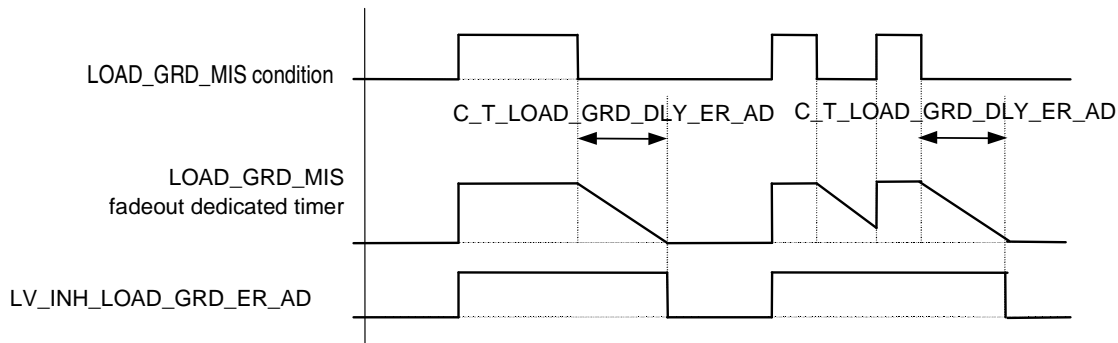 LOAD_GRD_MIS condition
C_T_LOAD_GRD_DLY_ER_AD
C_T_LOAD_GRD_DLY_ER_AD
LOAD_GRD_MIS
fadeout dedicated timer
LV_INH_LOAD_GRD_ER_AD